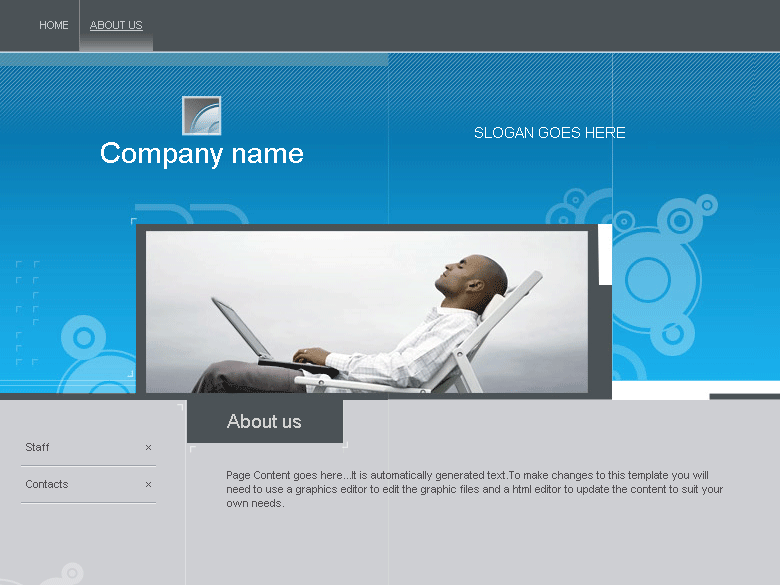 HOME
ABOUT US
Company name
SLOGAN GOES HERE
About us
Staff
×
Contacts
×
Page Content goes here...It is automatically generated text.To make changes to this template you will
need to use a graphics editor to edit the graphic files and a html editor to update the content to suit your
own needs.